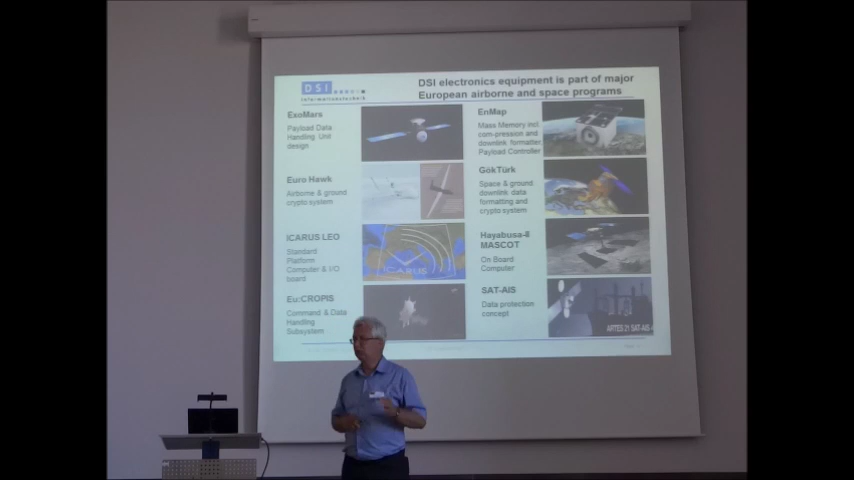 DSI
informationstechnik
DSI electronics equipment is part of major
European airborne and space programs
ExoMars
Payload Data
Handling Unit
design
Euro Hawk
Airborne & ground
crypto system
ICARUS LEO
Standard
Platform
Computer & I/O
board
ICARUS
Eu:CROPIS
Command & Data
Handling
Subsystem
EnMap
Mass Memory incl.
com-pression and
downlink formatter,
Payload Controller
GökTürk
Space & ground
downlink data
formatting and
crypto system
Hayabusa-II
MASCOT
On Board
Computer
SAT-AIS
Data protection
concept
ARTES 21 SAT-AIS